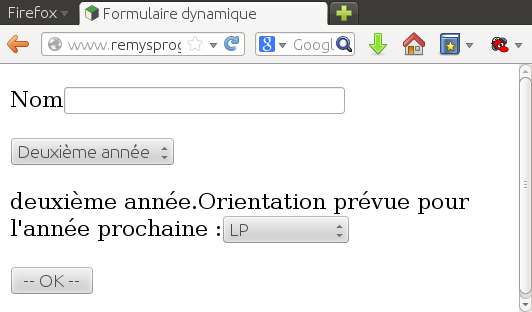 Firefox
Formulaire dynamique
www.remysprog
Googl
Nom
Deuxième année
deuxième année.Orientation prévue pour
l'année prochaine : LP
-- OK --